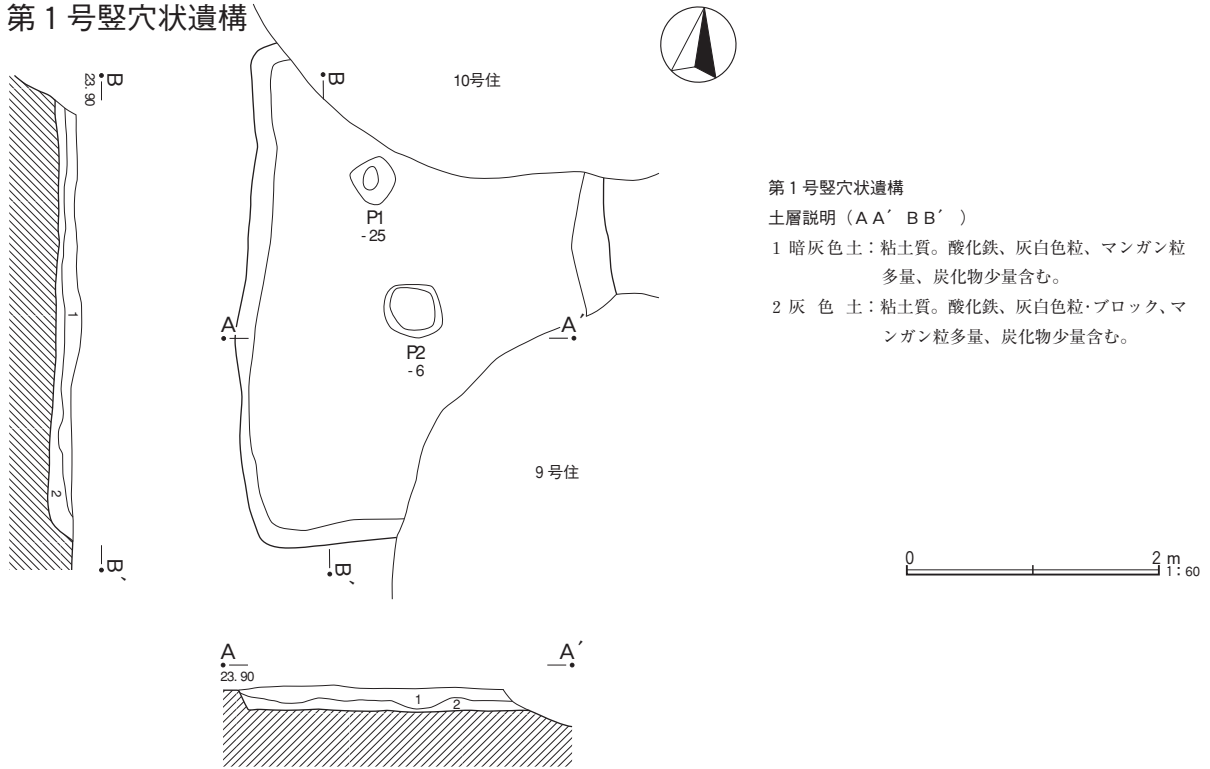 第１号竪穴状遺構
B
23.90
B
10号住
P1
-25
A
A′
P2
-6
9号住
1
2
B′
B′
第１号竪穴状遺構
土層説明（ＡＡ′　ＢＢ′）
1 暗灰色土：粘土質。酸化鉄、灰白色粒、マンガン粒
多量、炭化物少量含む。
2 灰 色 土：粘土質。酸化鉄、灰白色粒･ブロック、マ
ンガン粒多量、炭化物少量含む。
0 2 m
1：60
A A′
23.90
1
2